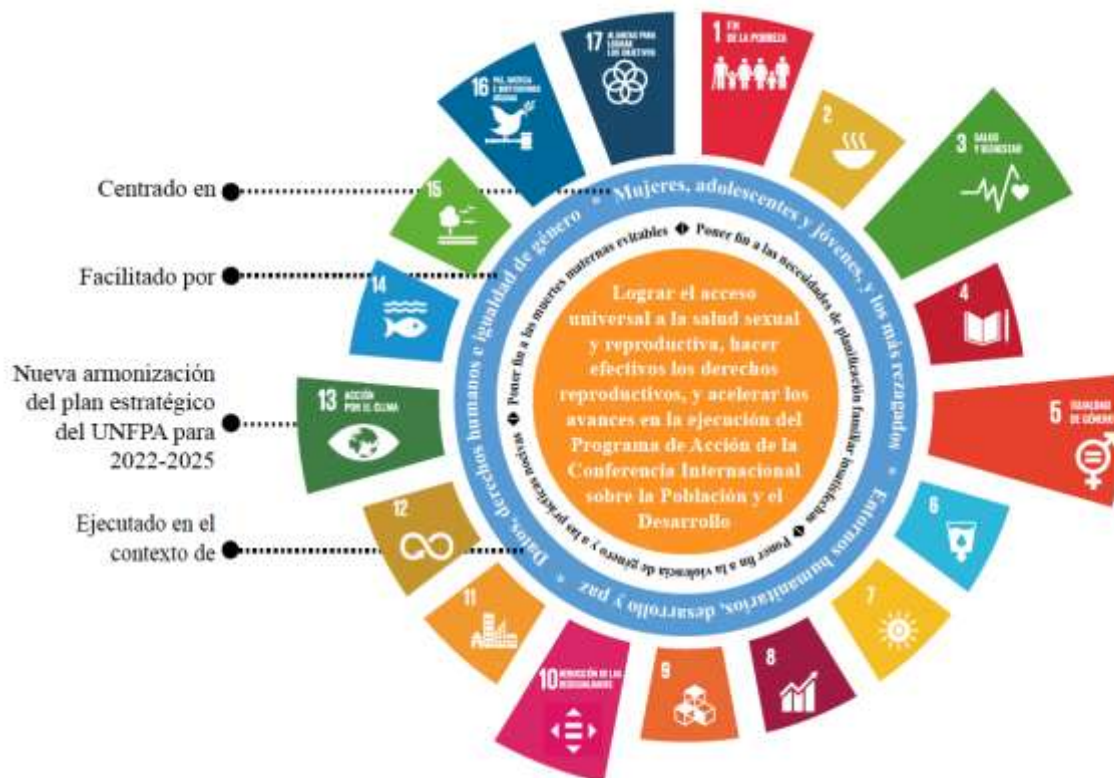 Centrado en
Facilitado por
Nueva armonización
del plan estratégico
del UNFPA para
2022-2025
Ejecutado en el
contexto de
1 FIN
DE LA POBREZA
2
3 SALUD
Y BIENESTAR
4
5 IGUALDAD
DE GÉNERO
6
7
8
9
10 REDUCCIÓN DE LAS
DESIGUALDADES
11
12
13 ACCIÓN
POR EL CLIMA
14
15
16 PAZ, JUSTICIA
E INSTITUCIONES
SÓLIDAS
17 ALIANZAS PARA
LOGRAR
LOS OBJETIVOS
Mujeres, adolescentes y jóvenes, y los más rezagados
Entornos humanitarios, desarrollo y paz
Datos, derechos humanos e igualdad de género
Poner fin a las necesidades de planificación familiar insatisfechas
Poner fin a la violencia de género y a las prácticas nocivas
Poner fin a las muertes maternas evitables
Lograr el acceso
universal a la salud sexual
y reproductiva, hacer
efectivos los derechos
reproductivos, y acelerar los
avances en la ejecución del
Programa de Acción de la
Conferencia Internacional
sobre la Población y el
Desarrollo